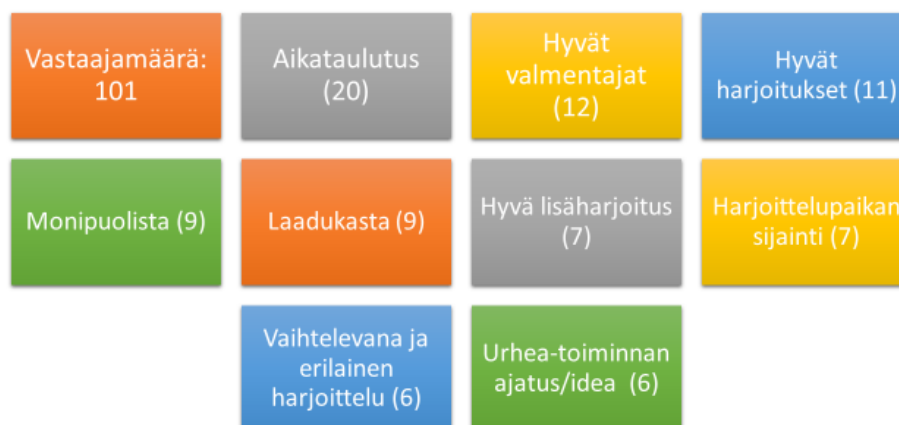 Vastaajamäärä:
101
Aikataulutus
(20)
Hyvät
valmentajat
(12)
Hyvät
harjoitukset (11)
Monipuolista (9)
Laadukasta (9)
Hyvä lisäharjoitus
(7)
Harjoittelupaikan
sijainti (7)
Vaihtelevana ja
erilainen
harjoittelu (6)
Urhea-toiminnan
ajatus/idea (6)